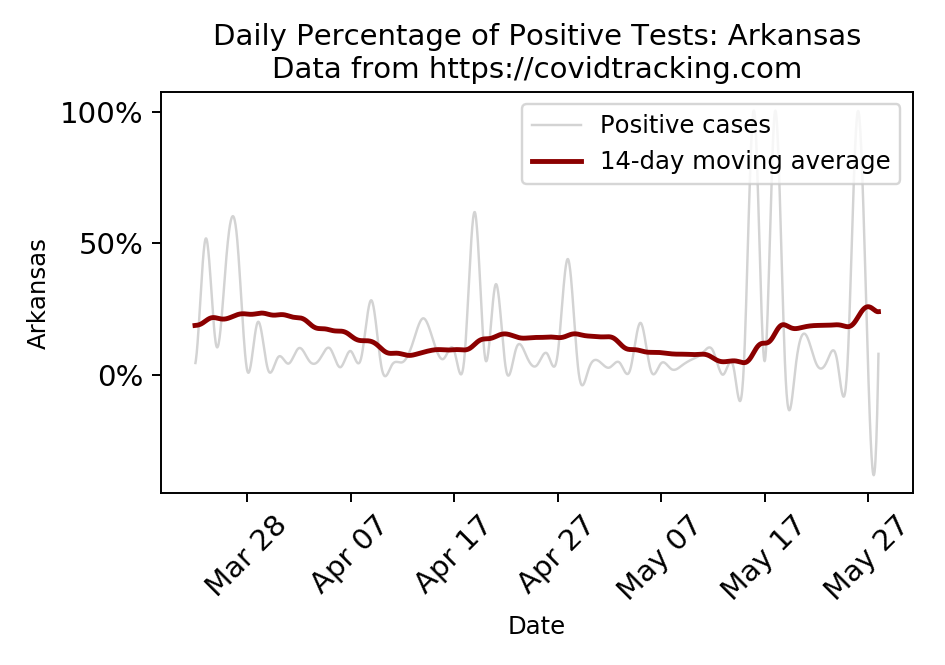 Daily Percentage of Positive Tests: Arkansas
Data from https://covidtracking.com
100%
50%
0%
Arkansas
Positive cases
14-day moving average
Mar 28
Apr 07
Apr 17
Apr 27
May 07
May 17
May 27
Date